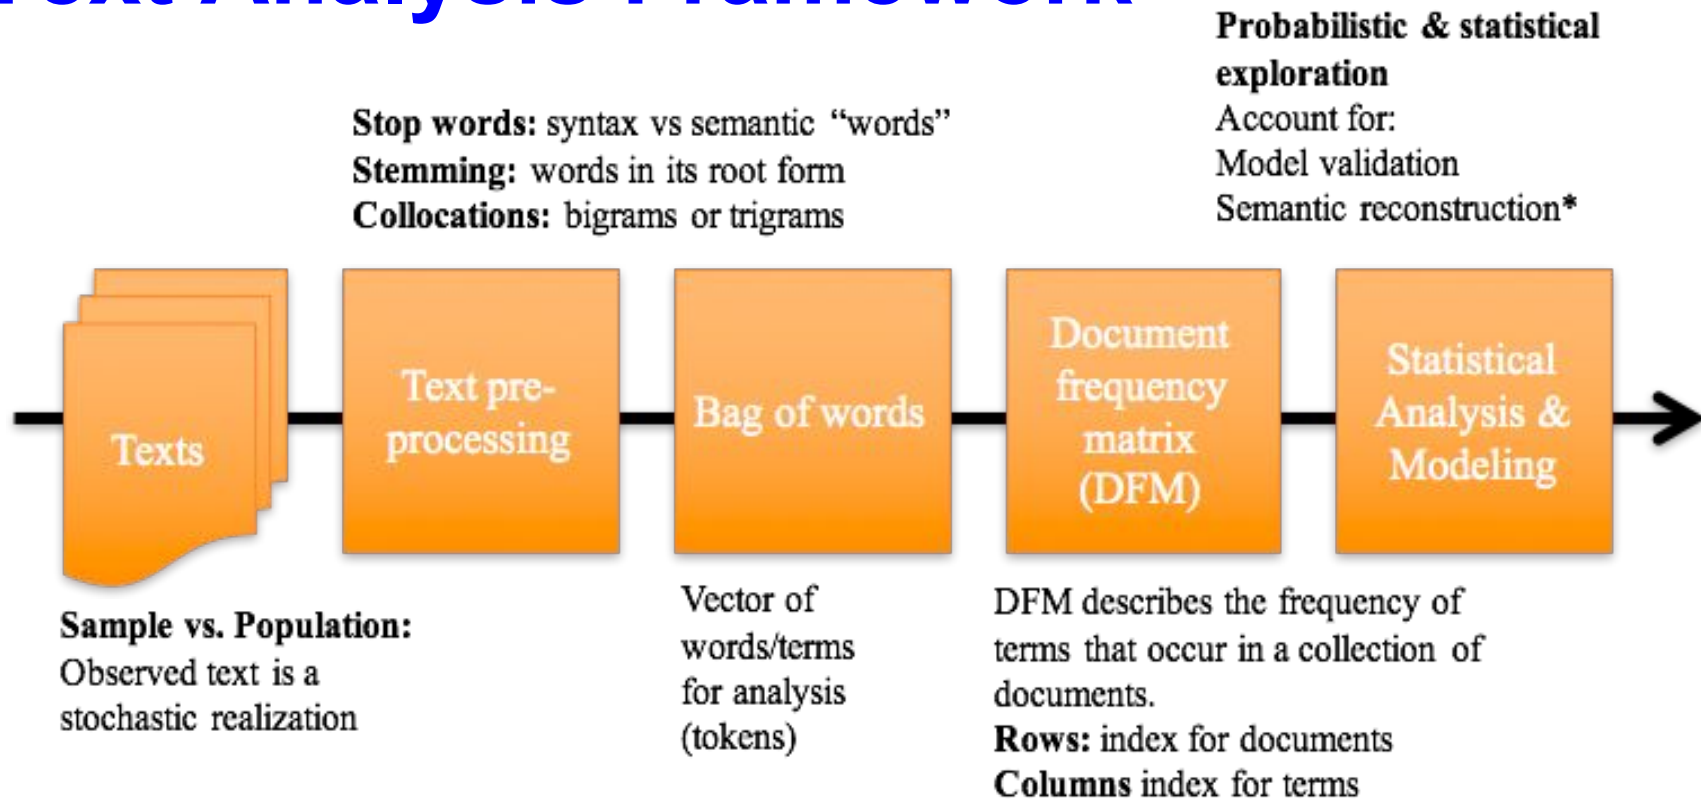 Text Analysis Framework
Probabilistic & statistical
exploration
Account for:
Model validation
Semantic reconstruction*
Stop words: syntax vs semantic “words”
Stemming: words in its root form
Collocations: bigrams or trigrams
Texts
Text pre-
processing
Bag of words
Document
frequency
matrix
(DFM)
Statistical
Analysis &
Modeling
Sample vs. Population:
Observed text is a
stochastic realization
Vector of
words/terms
for analysis
(tokens)
DFM describes the frequency of
terms that occur in a collection of
documents.
Rows: index for documents
Columns index for terms